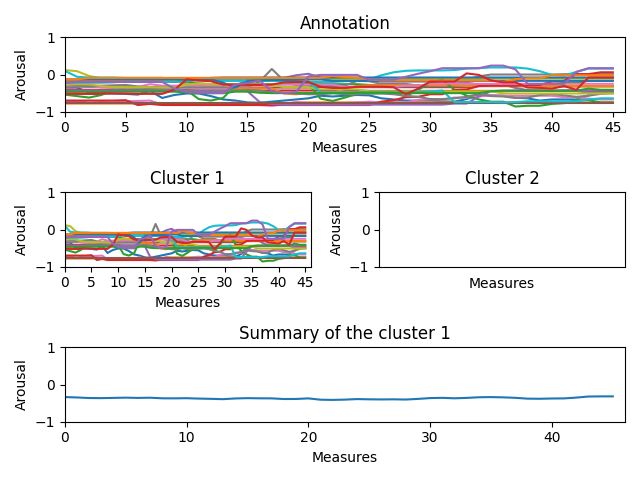 Annotation
1
0
−1
Arousal
0 5 10 15 20 25 30 35 40 45
Measures
Cluster 1
1
0
−1
Arousal
0 5 10 15 20 25 30 35 40 45
Measures
Cluster 2
1
0
−1
Arousal
Measures
Summary of the cluster 1
1
0
−1
Arousal
0 10 20 30 40
Measures